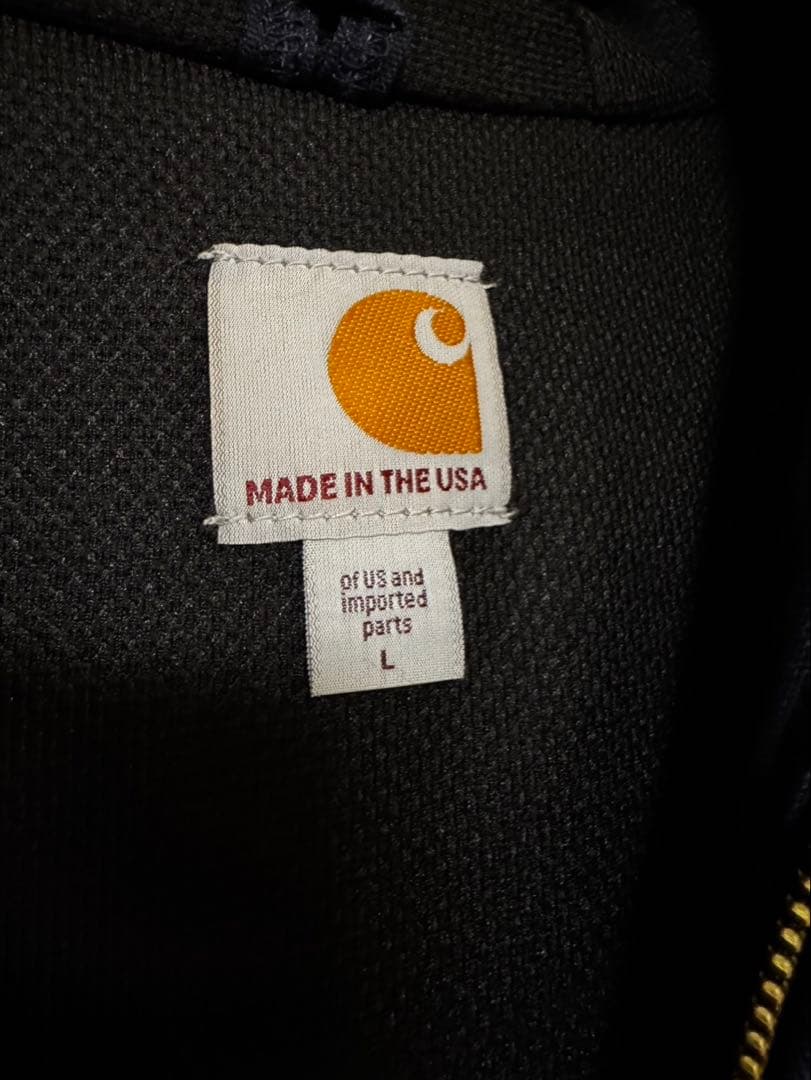 MADE IN THE USA
of US and
imported
parts
L